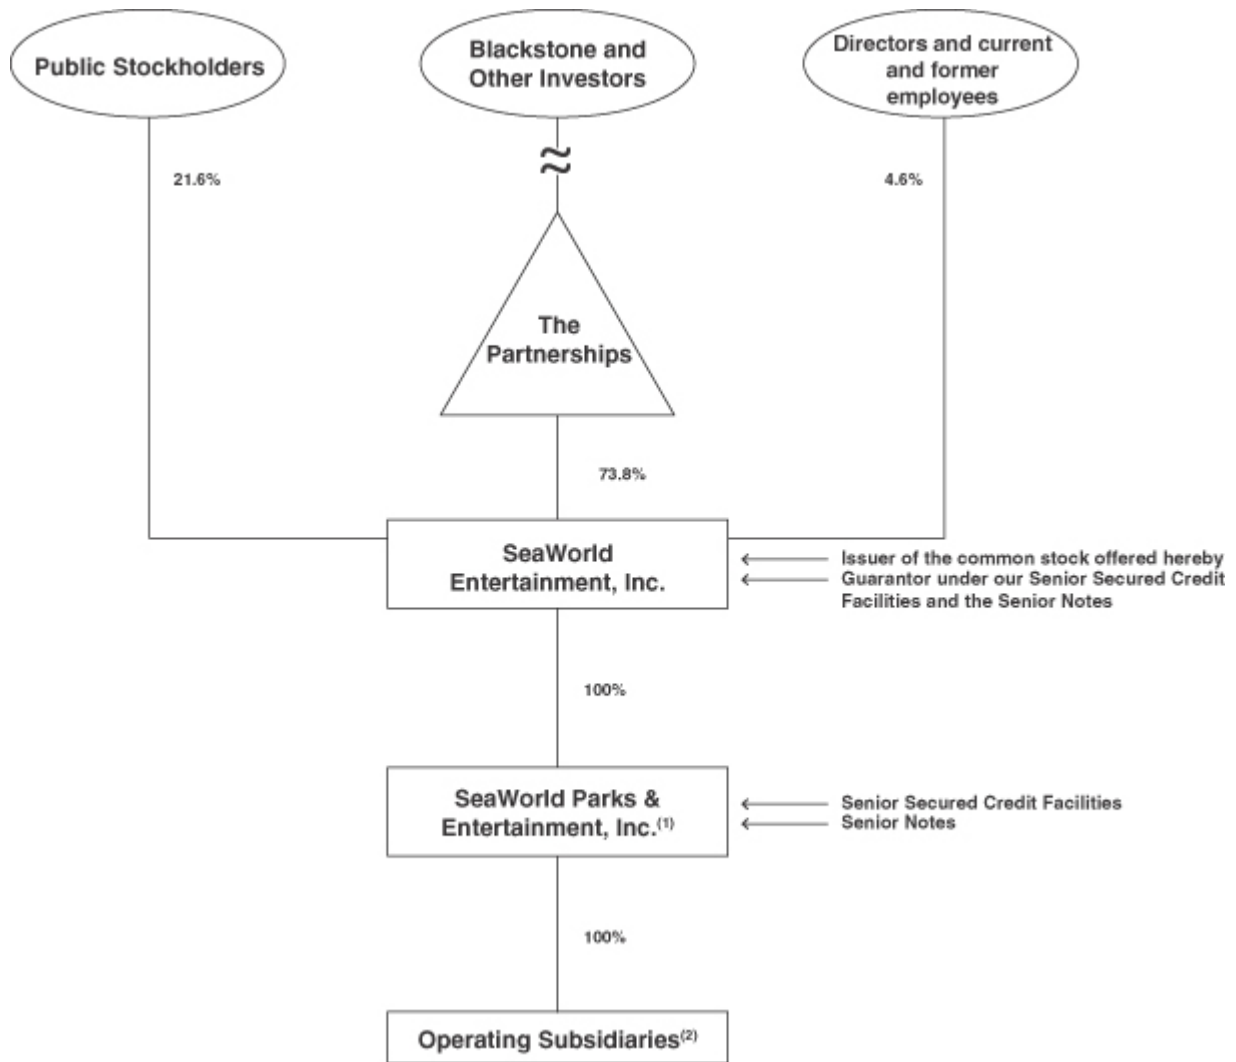 Public Stockholders
Blackstone and
Other Investors
Directors and current
and former
employees
21.6%
4.6%
The
Partnerships
73.8%
SeaWorld
Entertainment, Inc.
Issuer of the common stock offered hereby
Guarantor under our Senior Secured Credit
Facilities and the Senior Notes
100%
SeaWorld Parks &
Entertainment, Inc.(1)
Senior Secured Credit Facilities
Senior Notes
100%
Operating Subsidiaries(2)